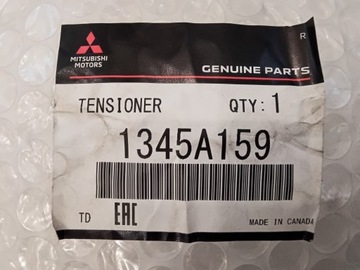 R
MITSUBISHI
MOTORS
GENUINE PARTS
TENSIONER QTY: 1
1345A159
TD EAC MADE IN CANADA